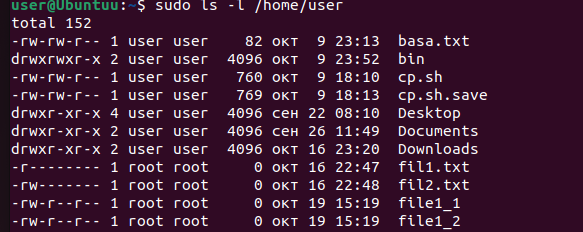 user@Ubuntuu:~$ sudo ls -l /home/user
total 152
-rw-rw-r-- 1 user user   82 окт  9 23:13 basa.txt
drwxrwxr-x 2 user user 4096 окт  9 23:52 bin
-rw-rw-r-- 1 user user  760 окт  9 18:10 cp.sh
-rw-rw-r-- 1 user user  769 окт  9 18:13 cp.sh.save
drwxr-xr-x 4 user user 4096 сен 22 08:10 Desktop
drwxr-xr-x 2 user user 4096 сен 26 11:49 Documents
drwxr-xr-x 2 user user 4096 окт 16 23:20 Downloads
-r-------- 1 root root    0 окт 16 22:47 fil1.txt
-rw------- 1 root root    0 окт 16 22:48 fil2.txt
-rw-r--r-- 1 root root    0 окт 19 15:19 file1_1
-rw-r--r-- 1 root root    0 окт 19 15:19 file1_2